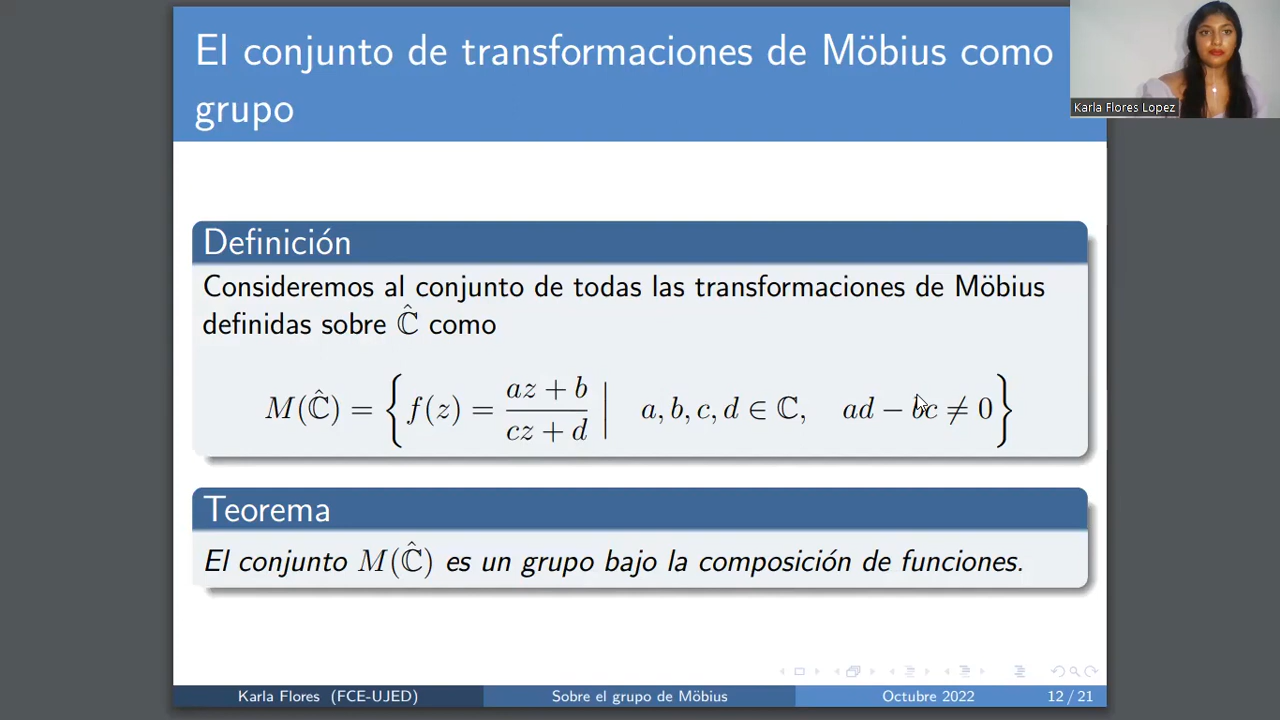 El conjunto de transformaciones de Möbius como
grupo
Karla Flores Lopez
Definición
Consideremos al conjunto de todas las transformaciones de Möbius
definidas sobre Ĉ como
M(Ĉ) = { f(z) = az + b / cz + d | a, b, c, d ∈ ℂ, ad − bc ≠ 0 }
Teorema
El conjunto M(Ĉ) es un grupo bajo la composición de funciones.
Karla Flores (FCE-UJED) Sobre el grupo de Möbius Octubre 2022 12 / 21